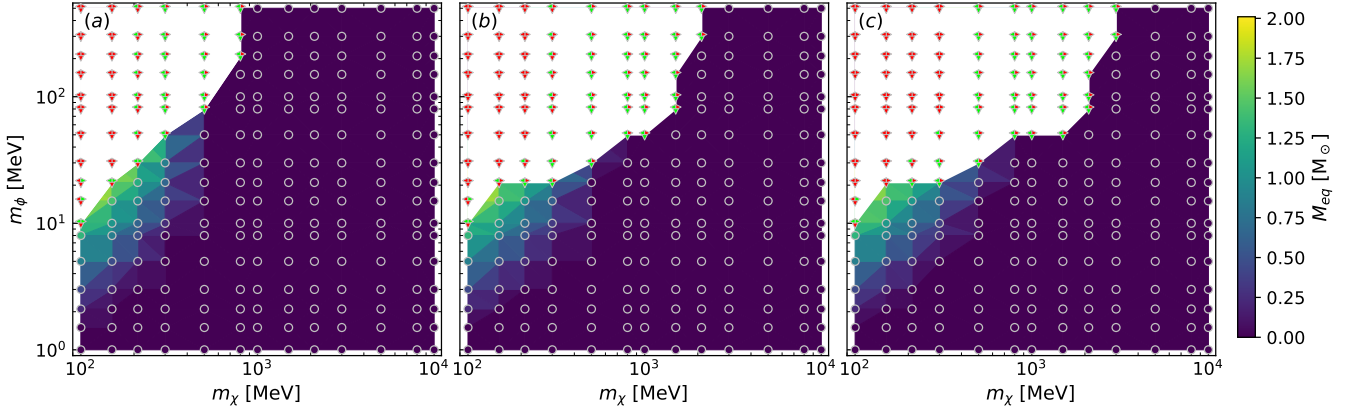 (a)
(b)
(c)
10²
10¹
10⁰
m_ϕ [MeV]
10² 10³ 10⁴
10² 10³ 10⁴
10² 10³ 10⁴
m_χ [MeV]
m_χ [MeV]
m_χ [MeV]
2.00
1.75
1.50
1.25
1.00
0.75
0.50
0.25
0.00
M_eq [M_⊙]